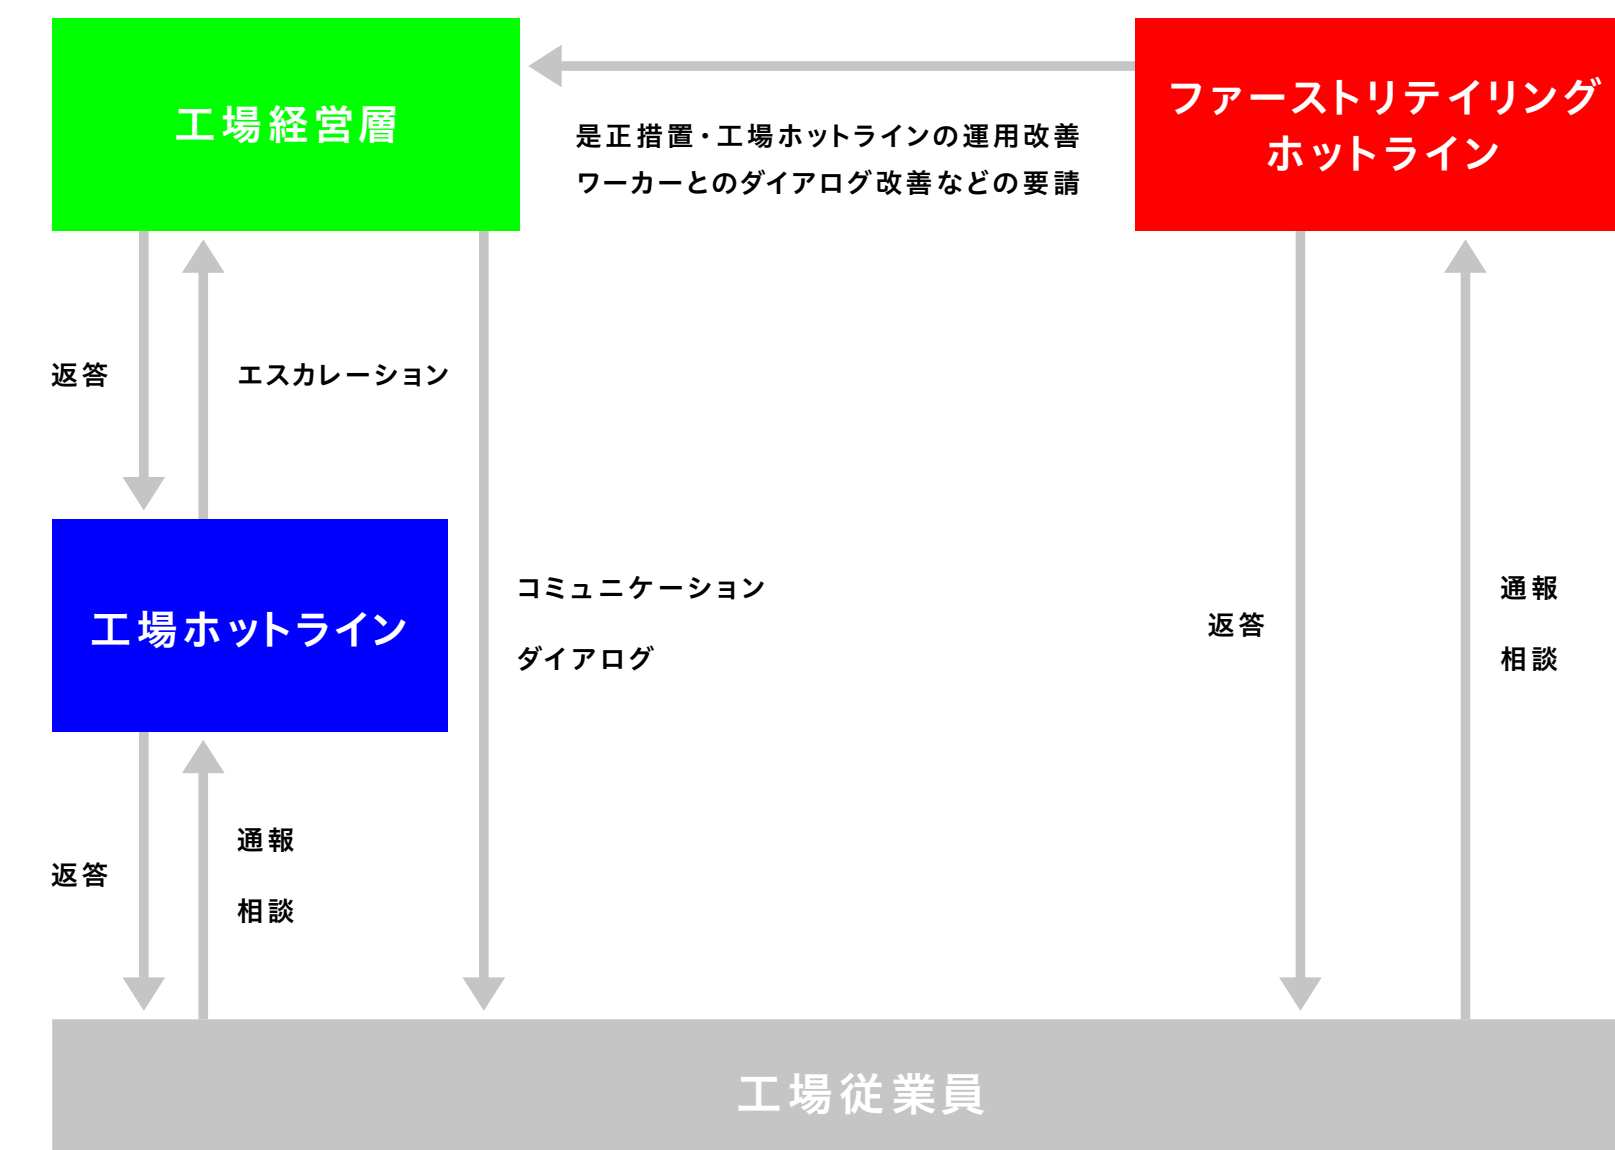 工場経営層
ファーストリテイリング
ホットライン
是正措置・工場ホットラインの運用改善
ワーカーとのダイアログ改善などの要請
返答
エスカレーション
工場ホットライン
コミュニケーション
ダイアログ
返答
通報
相談
返答
通報
相談
工場従業員